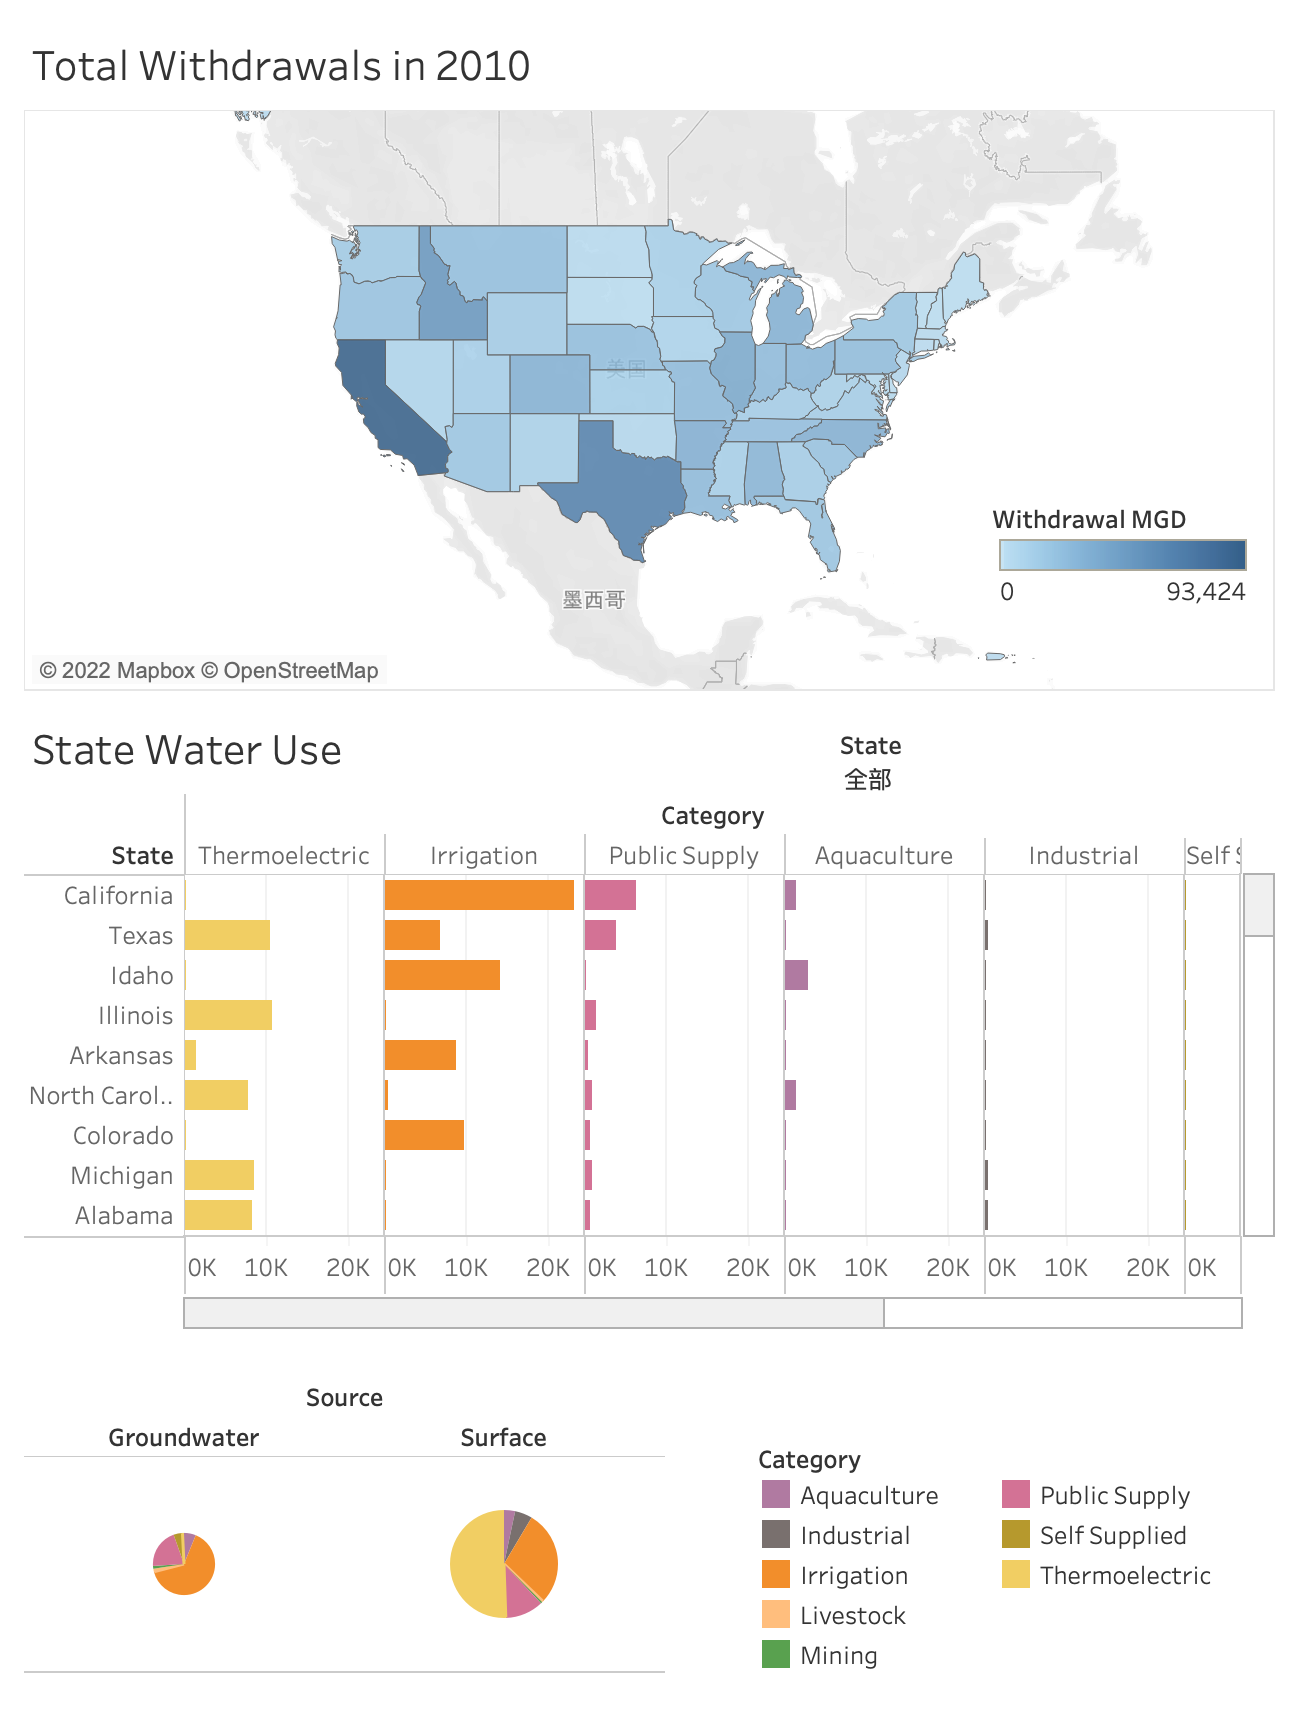 Total Withdrawals in 2010
美国
Withdrawal MGD
0 93,424
墨西哥
© 2022 Mapbox © OpenStreetMap
State Water Use
State
全部
Category
State Thermoelectric Irrigation Public Supply Aquaculture Industrial Self S
California
Texas
Idaho
Illinois
Arkansas
North Carol..
Colorado
Michigan
Alabama
0K 10K 20K 0K 10K 20K 0K 10K 20K 0K 10K 20K 0K 10K 20K 0K
Source
Groundwater Surface
Category
Aquaculture Public Supply
Industrial Self Supplied
Irrigation Thermoelectric
Livestock
Mining